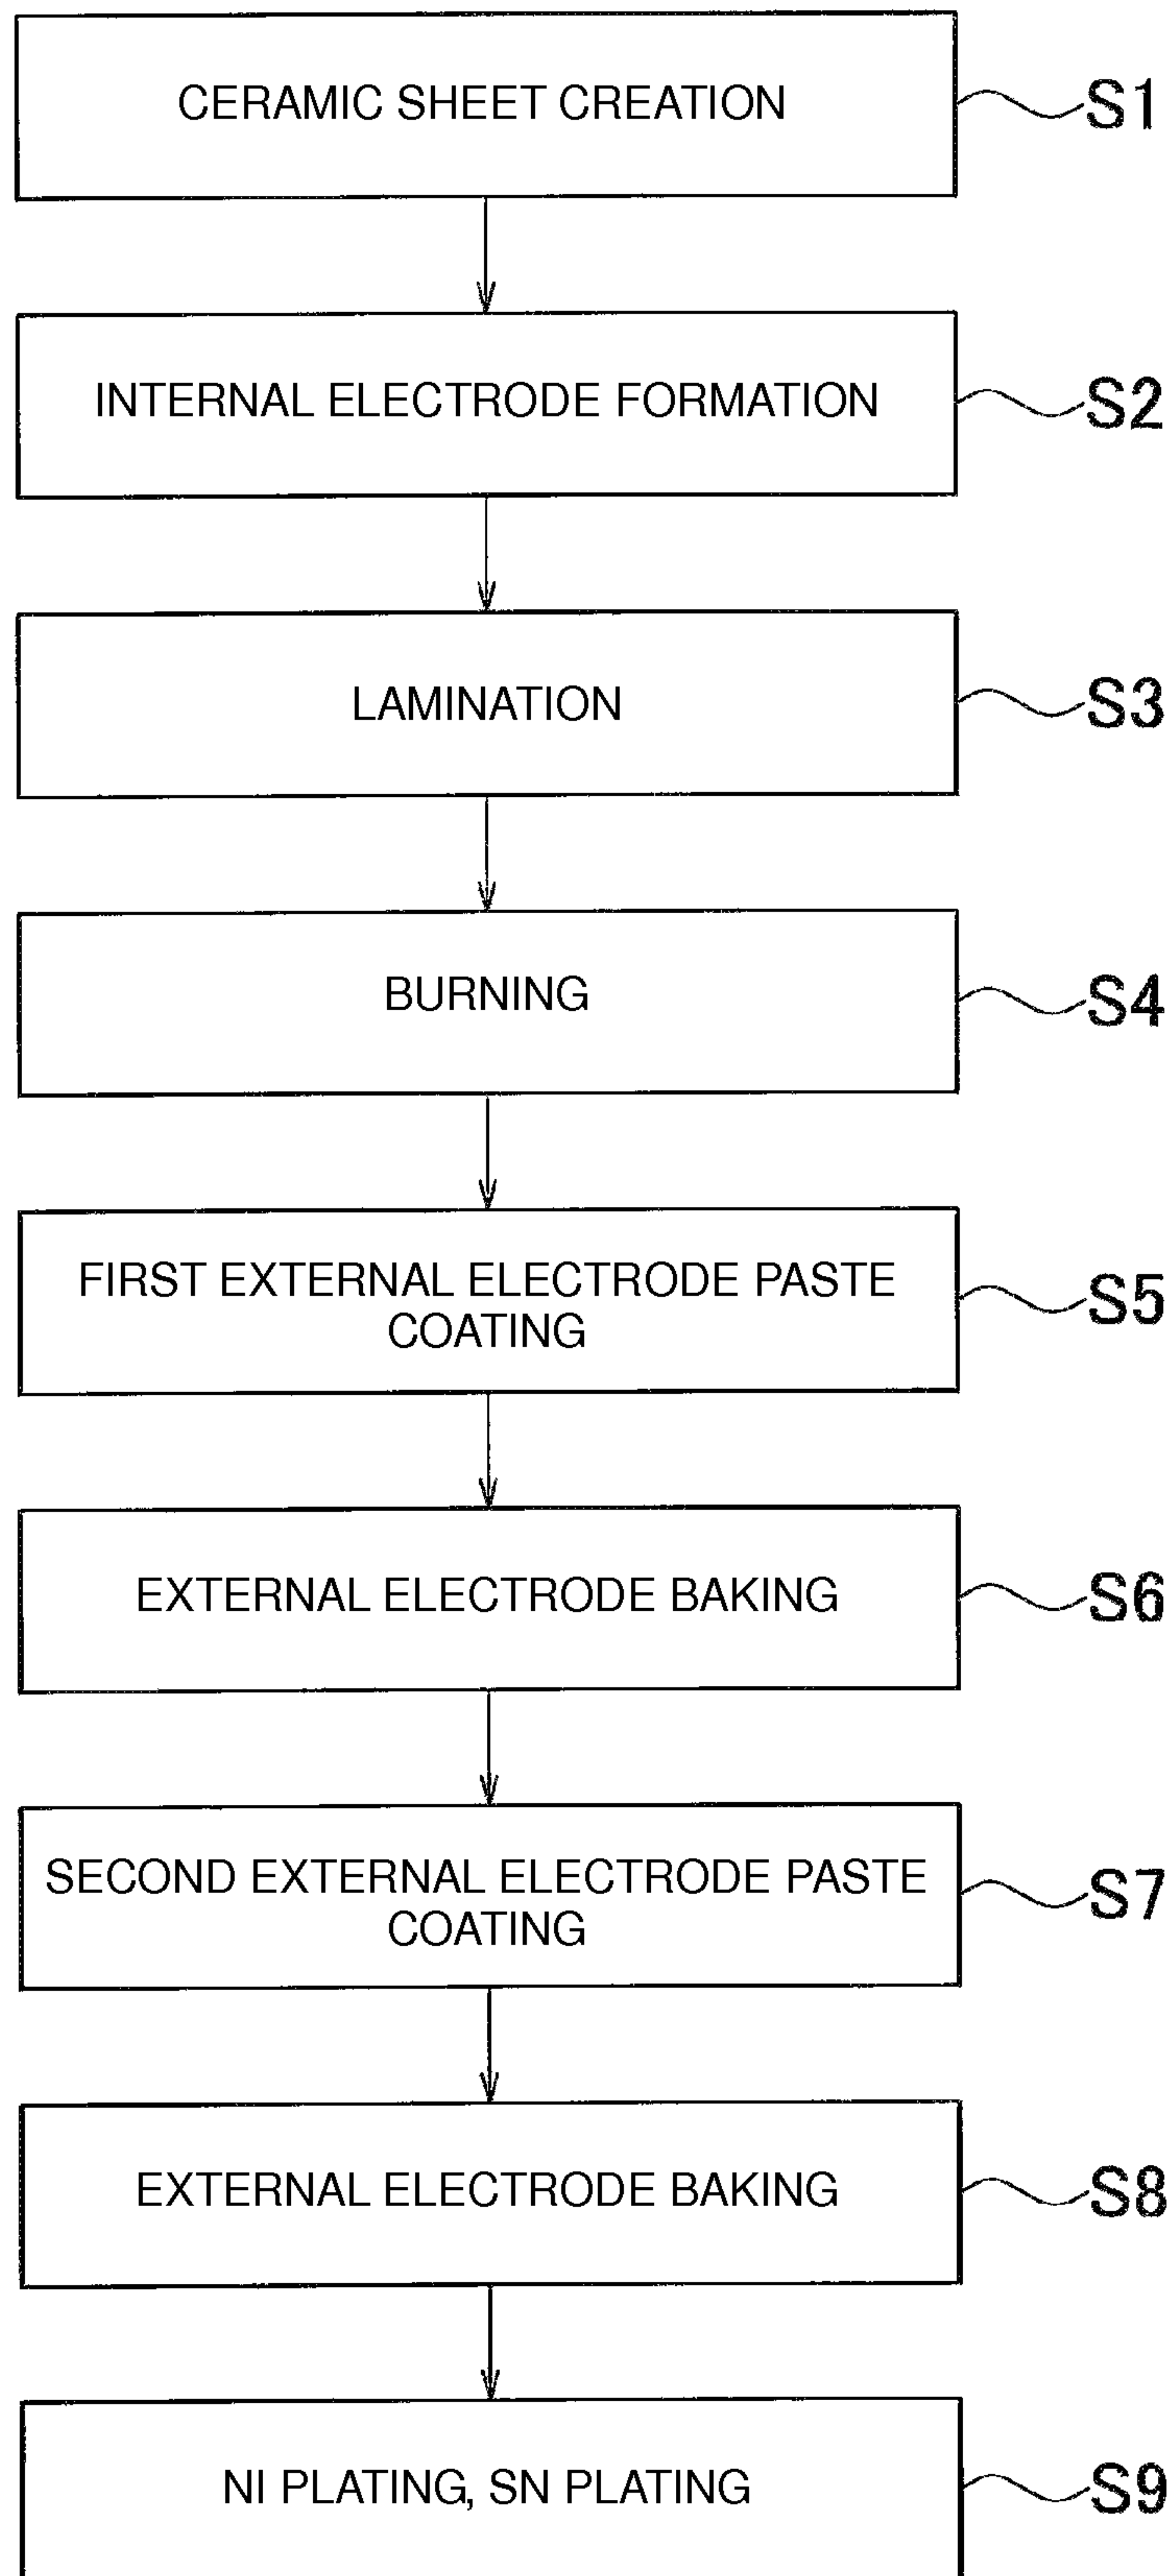 CERAMIC SHEET CREATION S1
INTERNAL ELECTRODE FORMATION S2
LAMINATION S3
BURNING S4
FIRST EXTERNAL ELECTRODE PASTE
COATING S5
EXTERNAL ELECTRODE BAKING S6
SECOND EXTERNAL ELECTRODE PASTE
COATING S7
EXTERNAL ELECTRODE BAKING S8
NI PLATING, SN PLATING S9